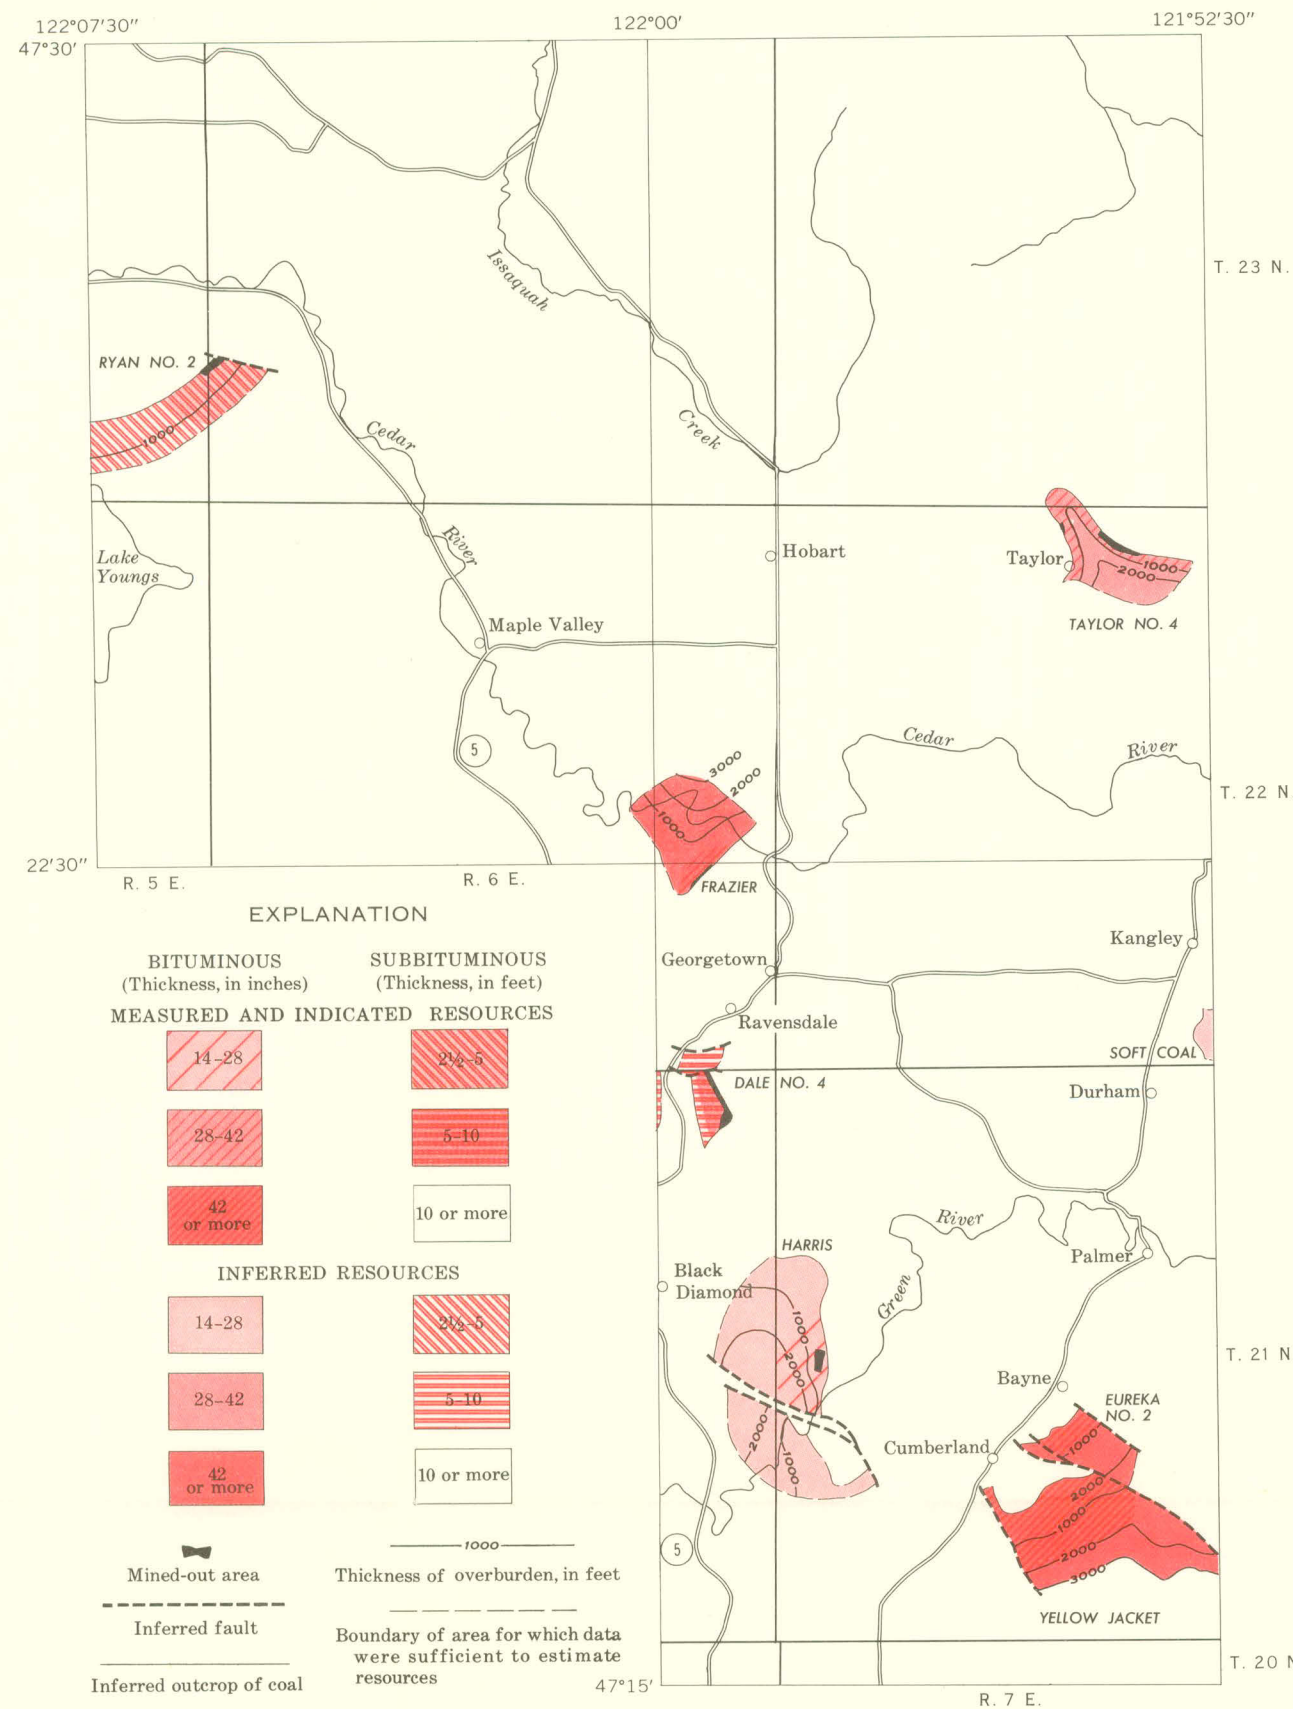 122°07'30"
122°00'
121°52'30"
47°30'
Issaquah
T. 23 N.
RYAN NO. 2
1000
Cedar
Creek
River
Hobart
Lake
Youngs
Taylor
1000
2000
Maple Valley
TAYLOR NO. 4
5
Cedar
River
3000
2000
1000
T. 22 N
22'30"
R. 5 E.
R. 6 E.
FRAZIER
EXPLANATION
BITUMINOUS
(Thickness, in inches)
SUBBITUMINOUS
(Thickness, in feet)
MEASURED AND INDICATED RESOURCES
14-28
2½-5
28-42
5-10
42
or more
10 or more
INFERRED RESOURCES
14-28
2½-5
28-42
5-10
42
or more
10 or more
Mined-out area
1000
Thickness of overburden, in feet
Inferred fault
Boundary of area for which data
were sufficient to estimate
resources
Inferred outcrop of coal
Kangley
Georgetown
Ravensdale
SOFT COAL
DALE NO. 4
Durham
River
HARRIS
Palmer
Black
Diamond
Green
1000
2000
T. 21 N
Bayne
EUREKA
NO. 2
2000
1000
Cumberland
1000
2000
1000
2000
3000
5
YELLOW JACKET
T. 20 N
47°15'
R. 7 E.